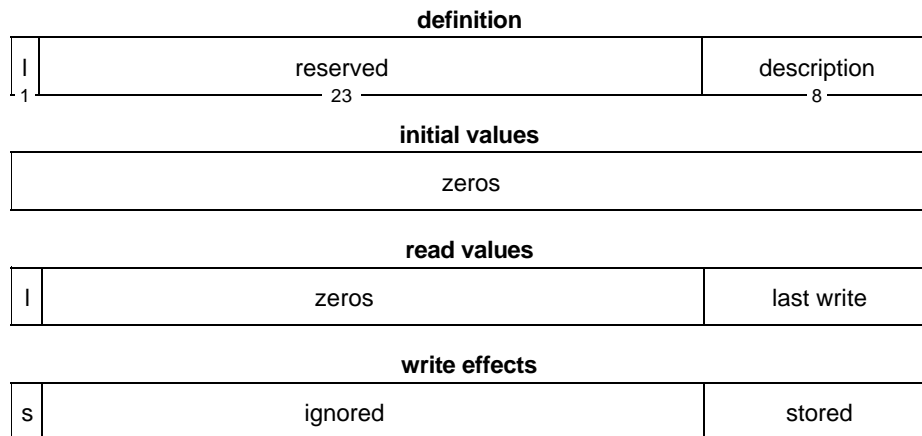 definition
l reserved description
1 23 8
initial values
zeros
read values
l zeros last write
write effects
s ignored stored